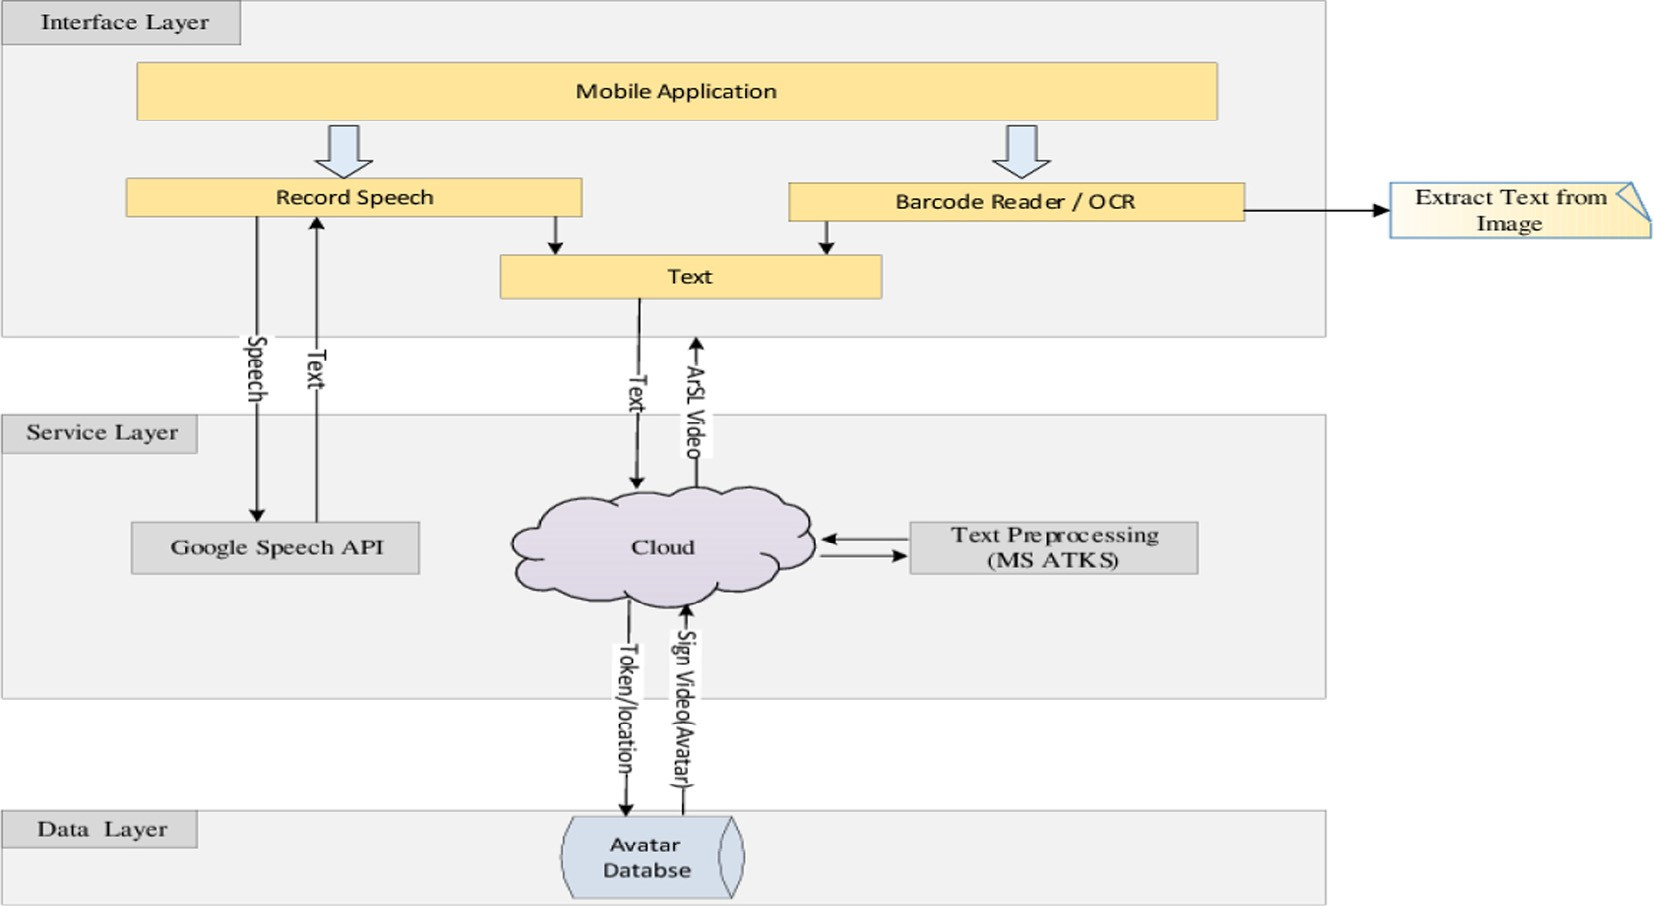 Interface Layer
Mobile Application
Record Speech
Barcode Reader / OCR
Extract Text from
Image
Text
Speech
Text
Text
ArSL Video
Service Layer
Google Speech API
Cloud
Text Preprocessing
(MS ATKS)
Token/location
Sign Video(Avatar)
Data Layer
Avatar
Databse